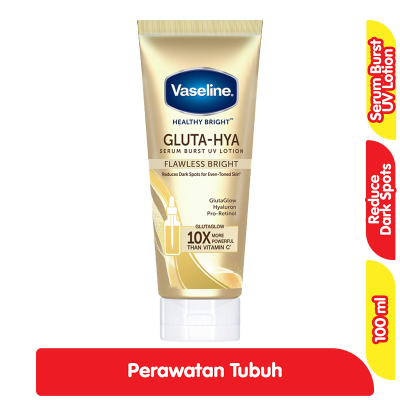 Vaseline.
HEALTHY BRIGHT™
GLUTA-HYA
SERUM BURST UV LOTION
FLAWLESS BRIGHT
Reduces Dark Spots for Even-Toned Skin*
GlutaGlow
Hyaluron
Pro-Retinol
GLUTAGLOW
10X MORE POWERFUL
THAN VITAMIN C*
Serum Burst
UV Lotion
Reduce
Dark Spots
100 ml
Perawatan Tubuh